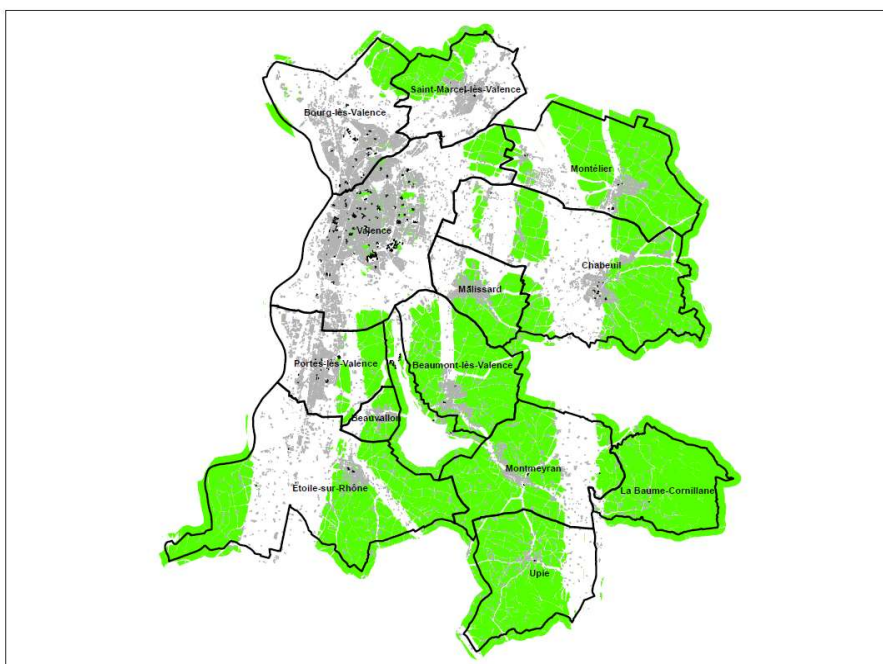 Saint-Marcel-lès-Valence
Bourg-lès-Valence
Montélier
Valence
Chabeuil
Malissard
Portes-lès-Valence
Beaumont-lès-Valence
Beauvallon
Montmeyran
Étoile-sur-Rhône
La Baume-Cornillane
Upie